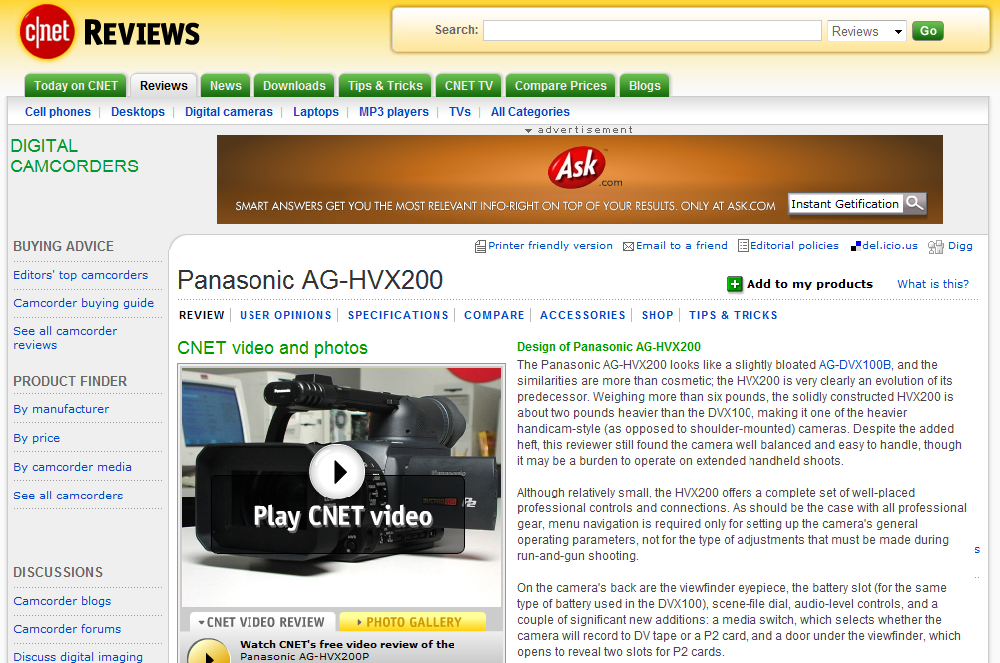 c|net REVIEWS
Search:
Reviews
Go
Today on CNET
Reviews
News
Downloads
Tips & Tricks
CNET TV
Compare Prices
Blogs
Cell phones | Desktops | Digital cameras | Laptops | MP3 players | TVs | All Categories
advertisement
DIGITAL
CAMCORDERS
Ask™
.com
SMART ANSWERS GET YOU THE MOST RELEVANT INFO-RIGHT ON TOP OF YOUR RESULTS. ONLY AT ASK.COM
Instant Getification
BUYING ADVICE
Editors' top camcorders
Camcorder buying guide
See all camcorder
reviews
PRODUCT FINDER
By manufacturer
By price
By camcorder media
See all camcorders
DISCUSSIONS
Camcorder blogs
Camcorder forums
Discuss digital imaging
Printer friendly version
Email to a friend
Editorial policies
del.icio.us
Digg
Panasonic AG-HVX200
Add to my products
What is this?
REVIEW | USER OPINIONS | SPECIFICATIONS | COMPARE | ACCESSORIES | SHOP | TIPS & TRICKS
CNET video and photos
Panasonic
P2
Play CNET video
CNET VIDEO REVIEW
PHOTO GALLERY
Watch CNET's free video review of the
Panasonic AG-HVX200P
Design of Panasonic AG-HVX200
The Panasonic AG-HVX200 looks like a slightly bloated AG-DVX100B, and the
similarities are more than cosmetic; the HVX200 is very clearly an evolution of its
predecessor. Weighing more than six pounds, the solidly constructed HVX200 is
about two pounds heavier than the DVX100, making it one of the heavier
handicam-style (as opposed to shoulder-mounted) cameras. Despite the added
heft, this reviewer still found the camera well balanced and easy to handle, though
it may be a burden to operate on extended handheld shoots.
Although relatively small, the HVX200 offers a complete set of well-placed
professional controls and connections. As should be the case with all professional
gear, menu navigation is required only for setting up the camera's general
operating parameters, not for the type of adjustments that must be made during
run-and-gun shooting.
s
On the camera's back are the viewfinder eyepiece, the battery slot (for the same
type of battery used in the DVX100), scene-file dial, audio-level controls, and a
couple of significant new additions: a media switch, which selects whether the
camera will record to DV tape or a P2 card, and a door under the viewfinder, which
opens to reveal two slots for P2 cards.